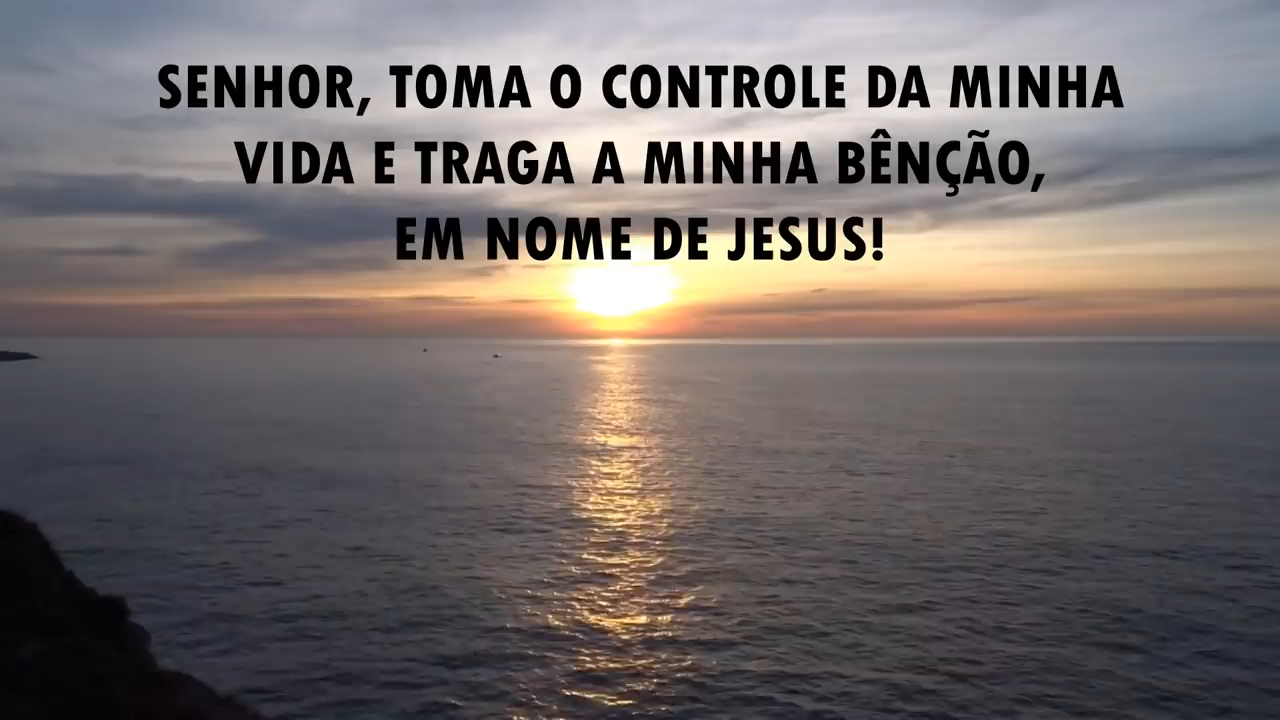 SENHOR, TOMA O CONTROLE DA MINHA
VIDA E TRAGA A MINHA BÊNÇÃO,
EM NOME DE JESUS!